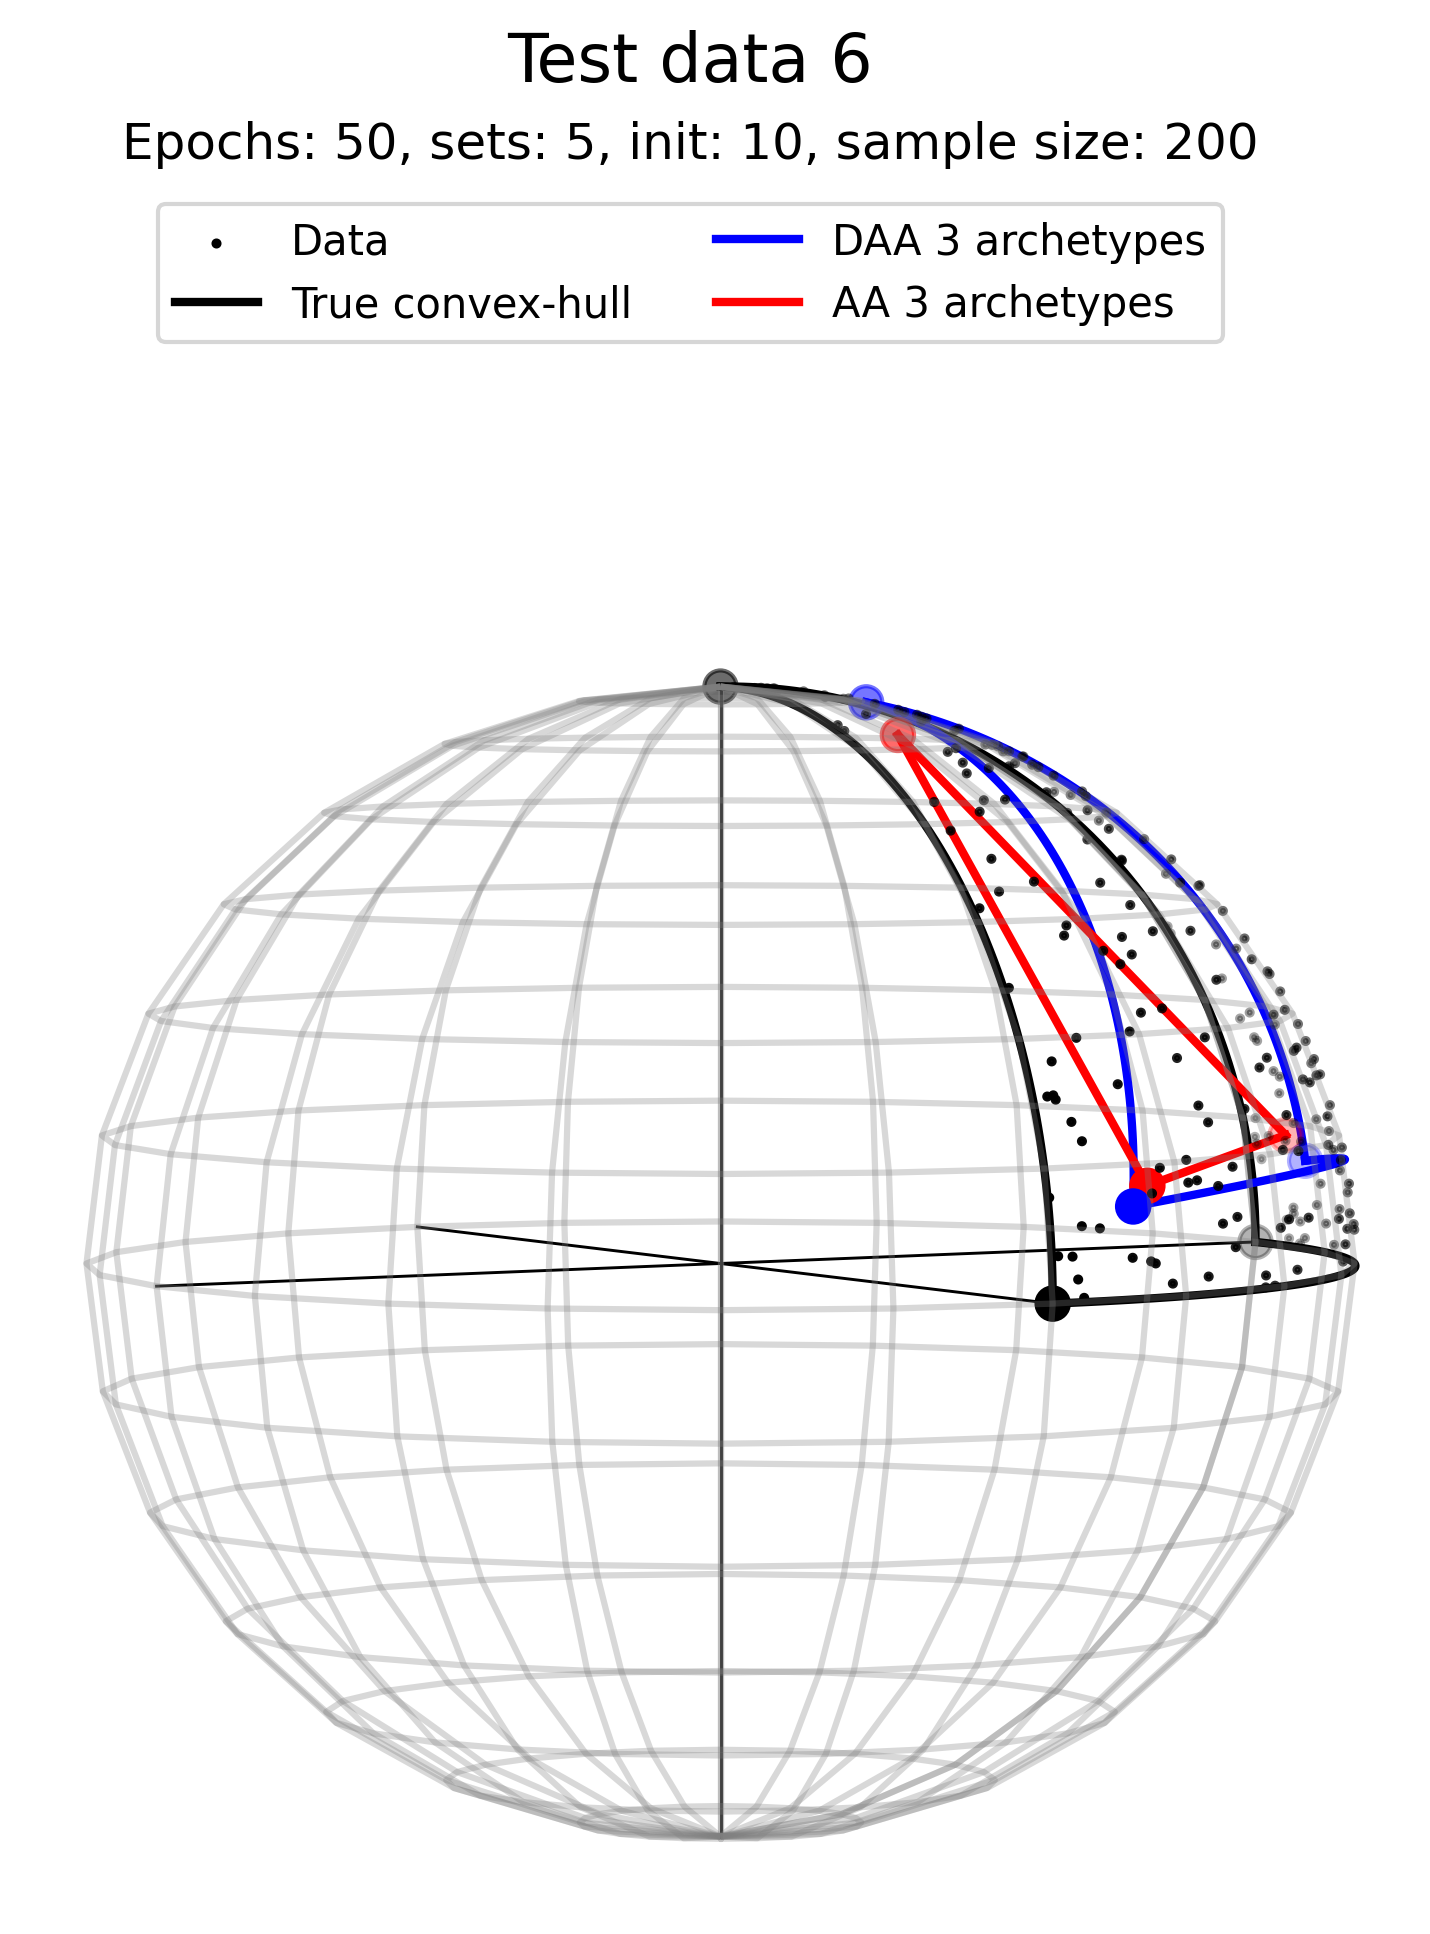 Test data 6
Epochs: 50, sets: 5, init: 10, sample size: 200
Data
True convex-hull
DAA 3 archetypes
AA 3 archetypes